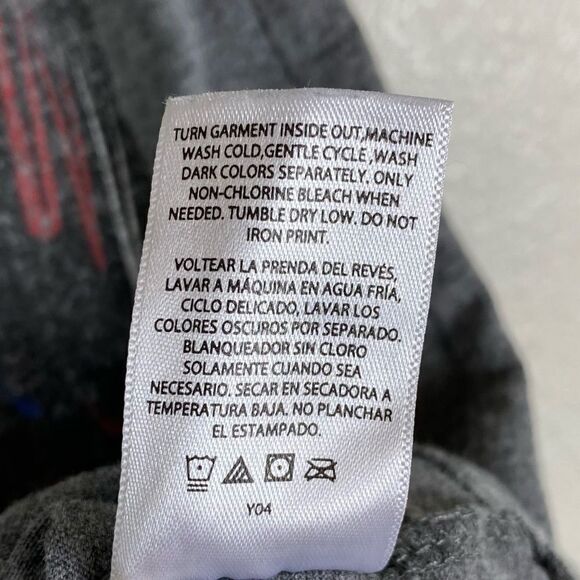 TURN GARMENT INSIDE OUT,MACHINE
WASH COLD,GENTLE CYCLE,WASH
DARK COLORS SEPARATELY, ONLY
NON-CHLORINE BLEACH WHEN
NEEDED. TUMBLE DRY LOW. DO NOT
IRON PRINT.
VOLTEAR LA PRENDA DEL REVÉS,
LAVAR A MÁQUINA EN AGUA FRÍA,
CICLO DELICADO, LAVAR LOS
COLORES OSCUROS POR SEPARADO.
BLANQUEADOR SIN CLORO
SOLAMENTE CUANDO SEA
NECESARIO. SECAR EN SECADORA A
TEMPERATURA BAJA. NO PLANCHAR
EL ESTAMPADO.
Y04